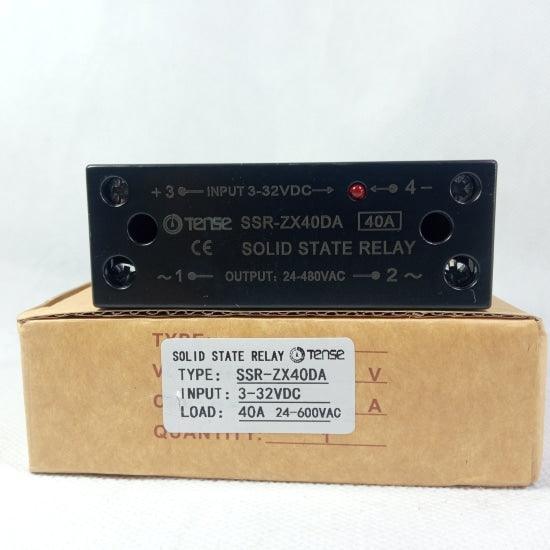 + 3 INPUT 3-32VDC 4 -
TENSE SSR-ZX40DA 40A
CE SOLID STATE RELAY
~1 OUTPUT: 24-480VAC 2~
TYPE:
SOLID STATE RELAY TENSE
TYPE: SSR-ZX40DA
V V
INPUT: 3-32VDC
C A
LOAD: 40A 24-600VAC
QUANTITY: 1